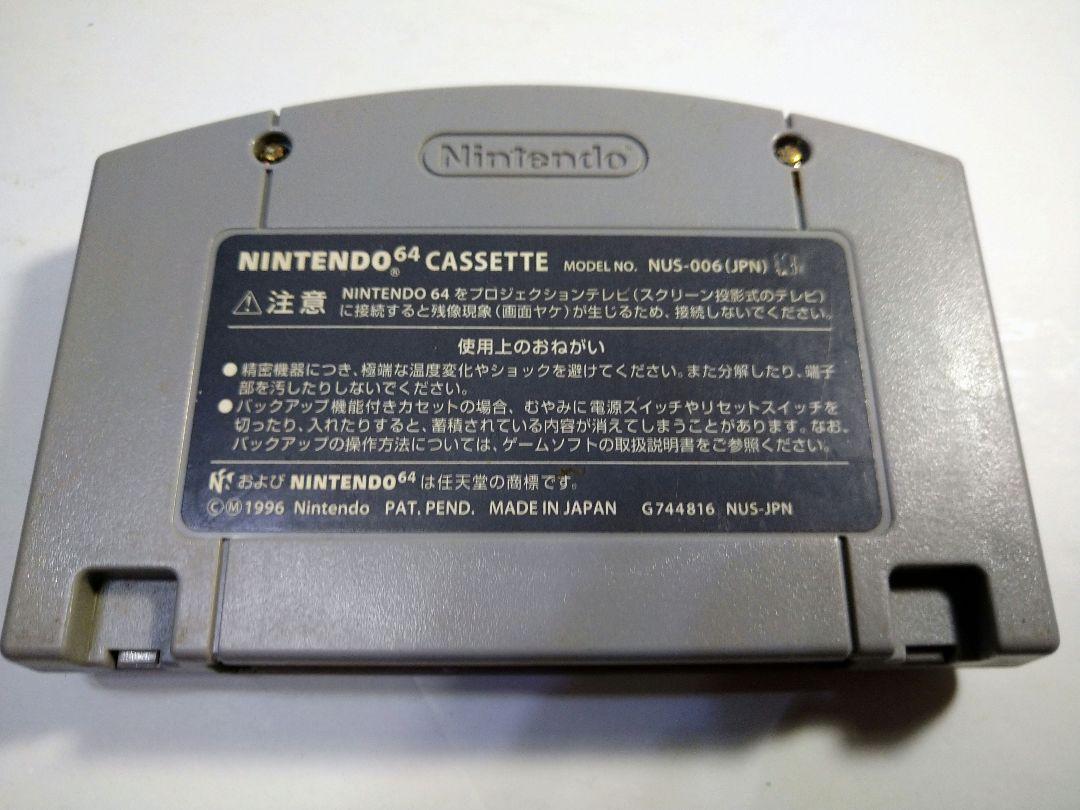 Nintendo
NINTENDO64® CASSETTE MODEL NO. NUS-006(JPN)
注意 NINTENDO 64 をプロジェクションテレビ(スクリーン投影式のテレビ)
に接続すると残像現象(画面ヤケ)が生じるため、接続しないでください。
使用上のおねがい
●精密機器につき、極端な温度変化やショックを避けてください。また分解したり、端子
部を汚したりしないでください。
●バックアップ機能付きカセットの場合、むやみに電源スイッチやリセットスイッチを
切ったり、入れたりすると、蓄積されている内容が消えてしまうことがあります。なお、
バックアップの操作方法については、ゲームソフトの取扱説明書をご参照ください。
および NINTENDO64 は任天堂の商標です。
ⒸⓂ1996 Nintendo PAT. PEND. MADE IN JAPAN G744816 NUS-JPN